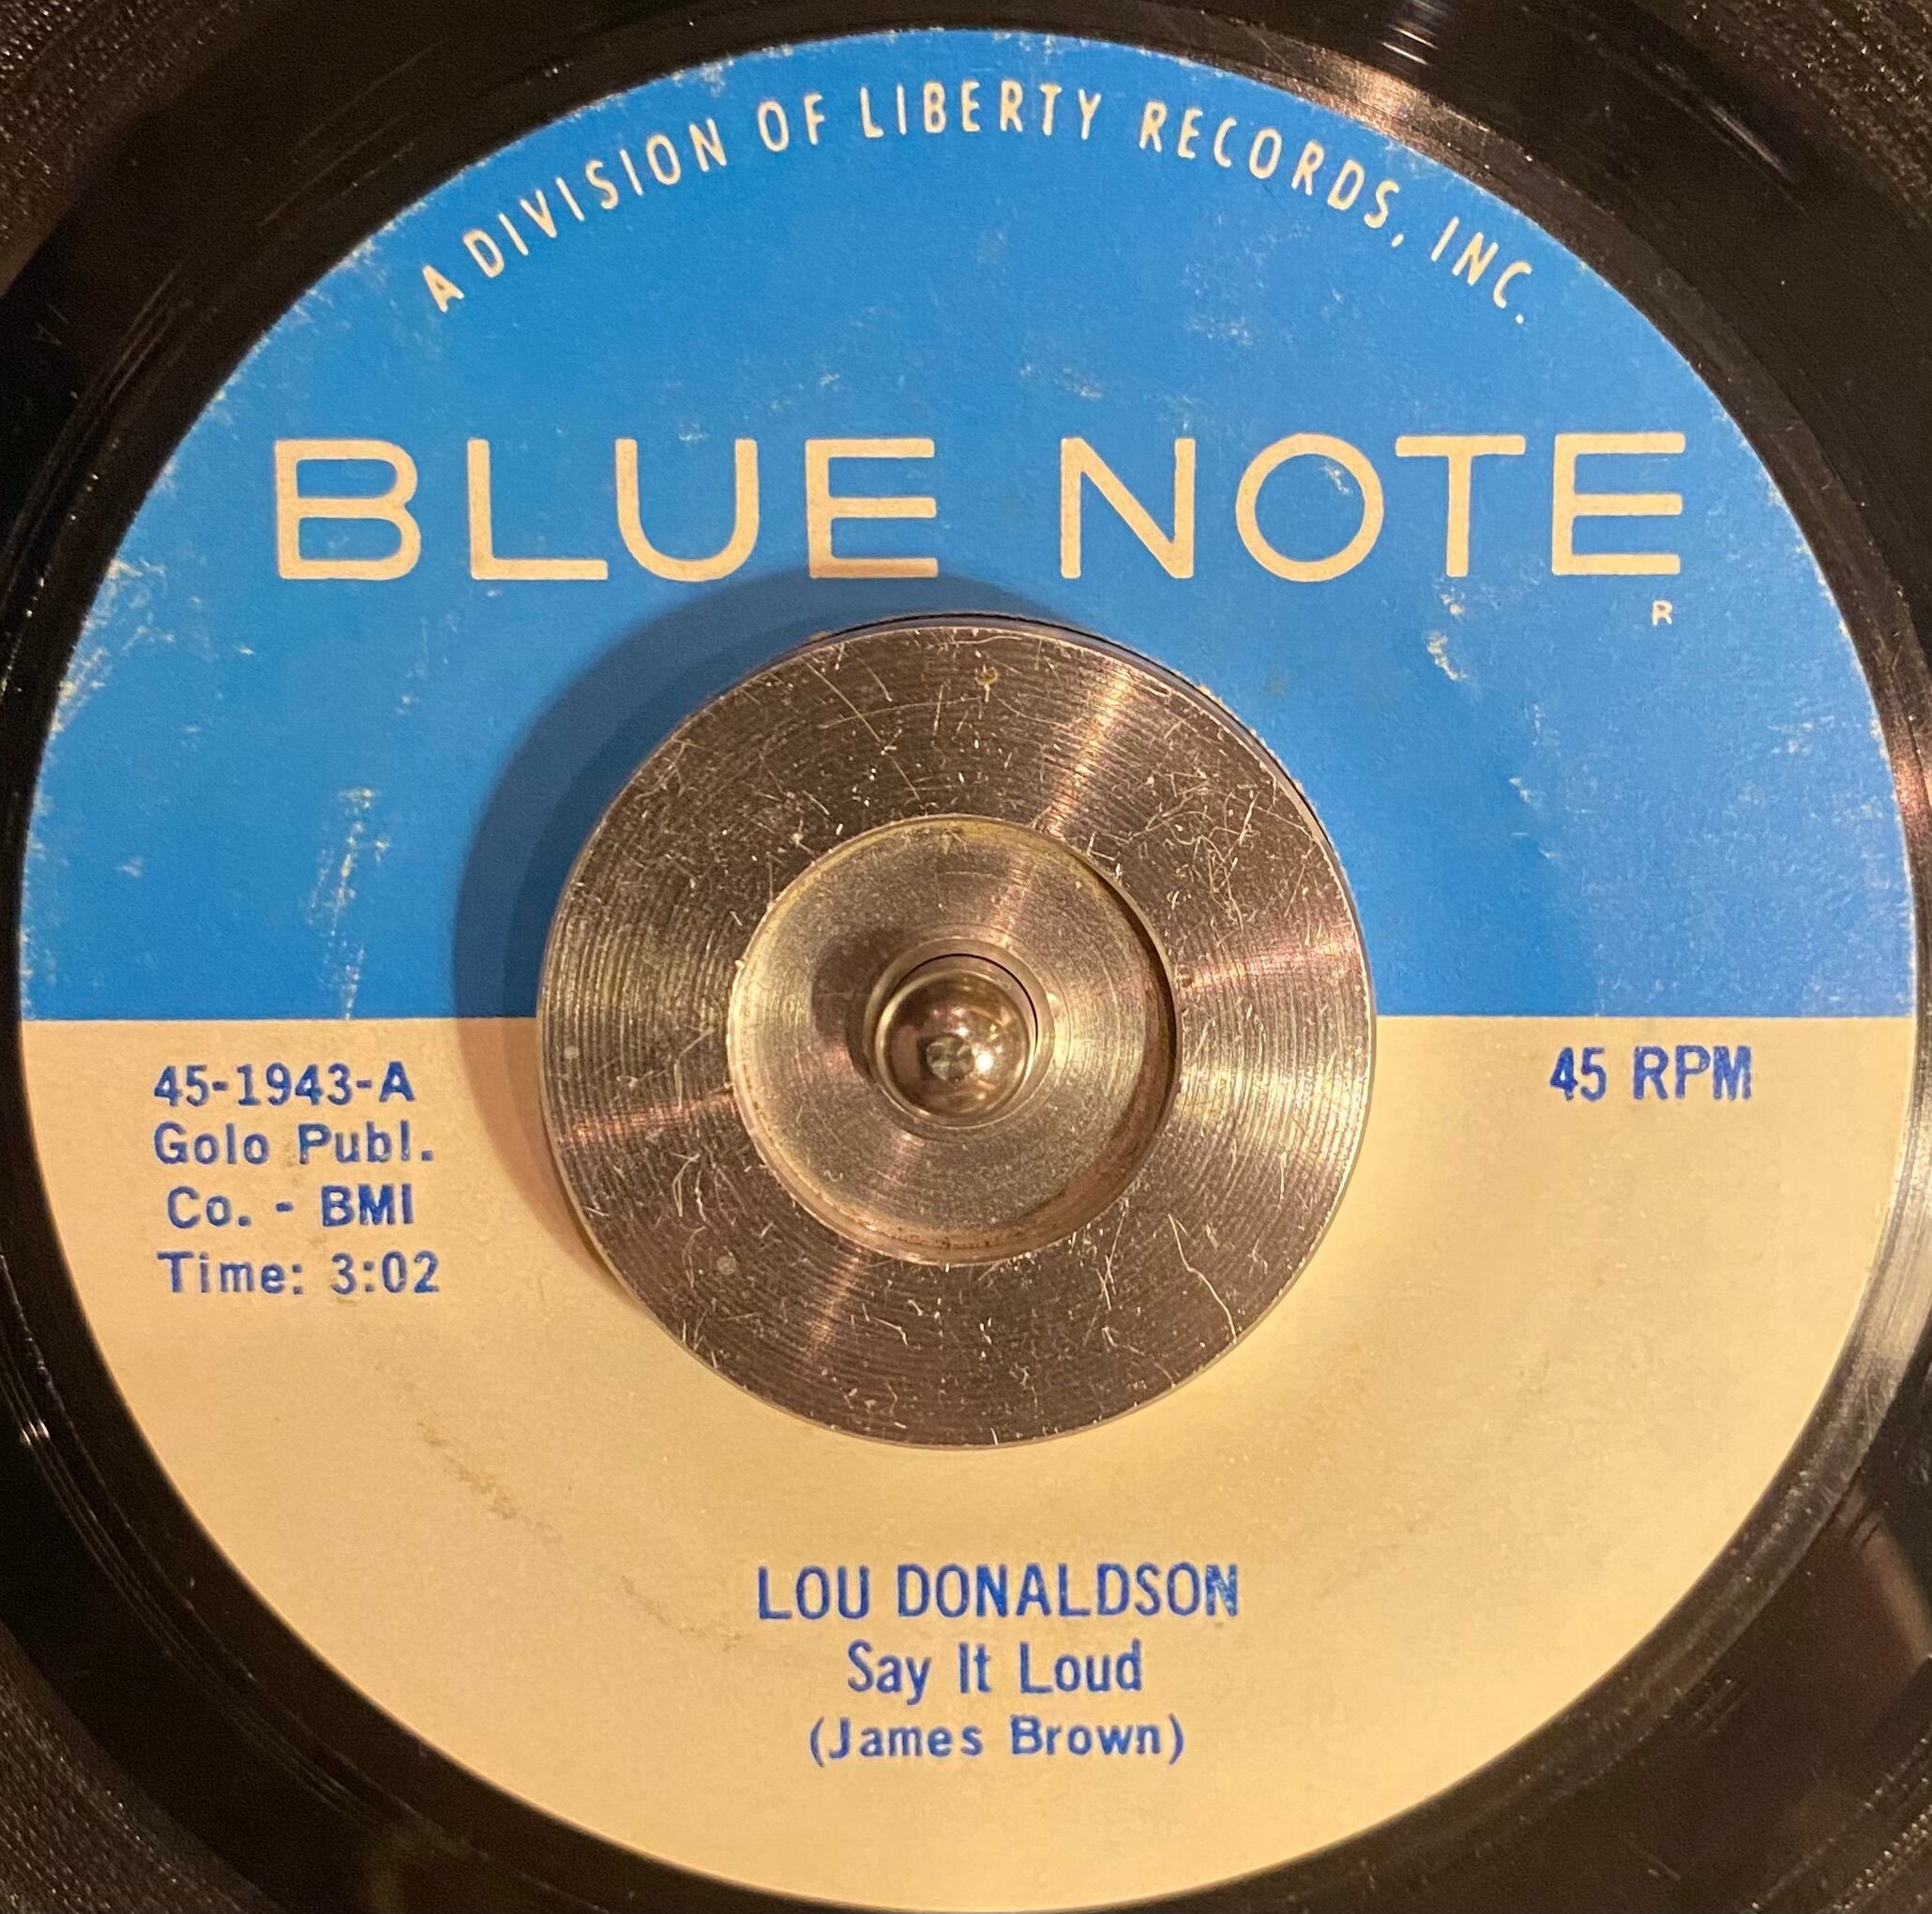 A DIVISION OF LIBERTY RECORDS, INC.
BLUE NOTE
R
45-1943-A
Golo Publ.
Co. - BMI
Time: 3:02
45 RPM
LOU DONALDSON
Say It Loud
(James Brown)